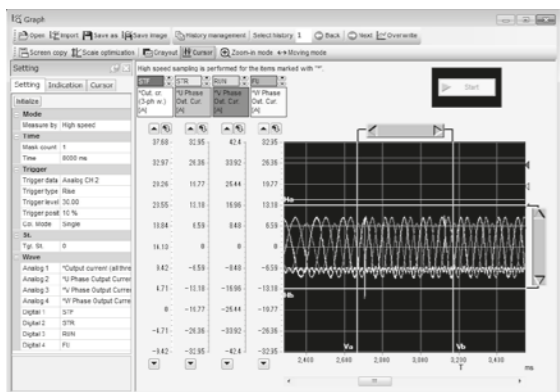 Graph
Open Import Save as Save image History management Select history 1 Back Next Overwrite
Screen copy Scale optimization Grayout Cursor Zoom-in mode Moving mode
Setting
High speed sampling is performed for the items marked with "*".
Setting Indication Cursor
STF STR RUN FU
Start
Initialize
*Out. cr. (3-ph w.) [A]
*U Phase Out. Cur. [A]
*V Phase Out. Cur. [A]
*W Phase Out. Cur. [A]
Mode
Measure by High speed
Time
Mask count 1
Time 8000 ms
Trigger
Trigger data Analog CH-2
Trigger type Rise
Trigger level 30.00
Trigger posit 10 %
Col. Mode Single
St.
Tgr. St. 0
Wave
Analog 1 *Output current (all thre
Analog 2 *U Phase Output Curre
Analog 3 *V Phase Output Curre
Analog 4 *W Phase Output Curre
Digital 1 STF
Digital 2 STR
Digital 3 RUN
Digital 4 FU
37.68 32.95 42.4 32.95
32.97 26.36 33.92 26.36
28.26 19.77 25.44 19.77
23.55 13.18 16.96 13.18
18.84 6.59 8.48 6.59
14.13 0 0 0
9.42 -6.59 -8.48 -6.59
4.71 -13.18 -16.96 -13.18
0 -19.77 -25.44 -19.77
-4.71 -26.36 -33.92 -26.36
-9.42 -32.95 -42.4 -32.95
Ha
Hb
Va Vb
2,400 2,600 2,800 3,000 3,200 3,400
T ms